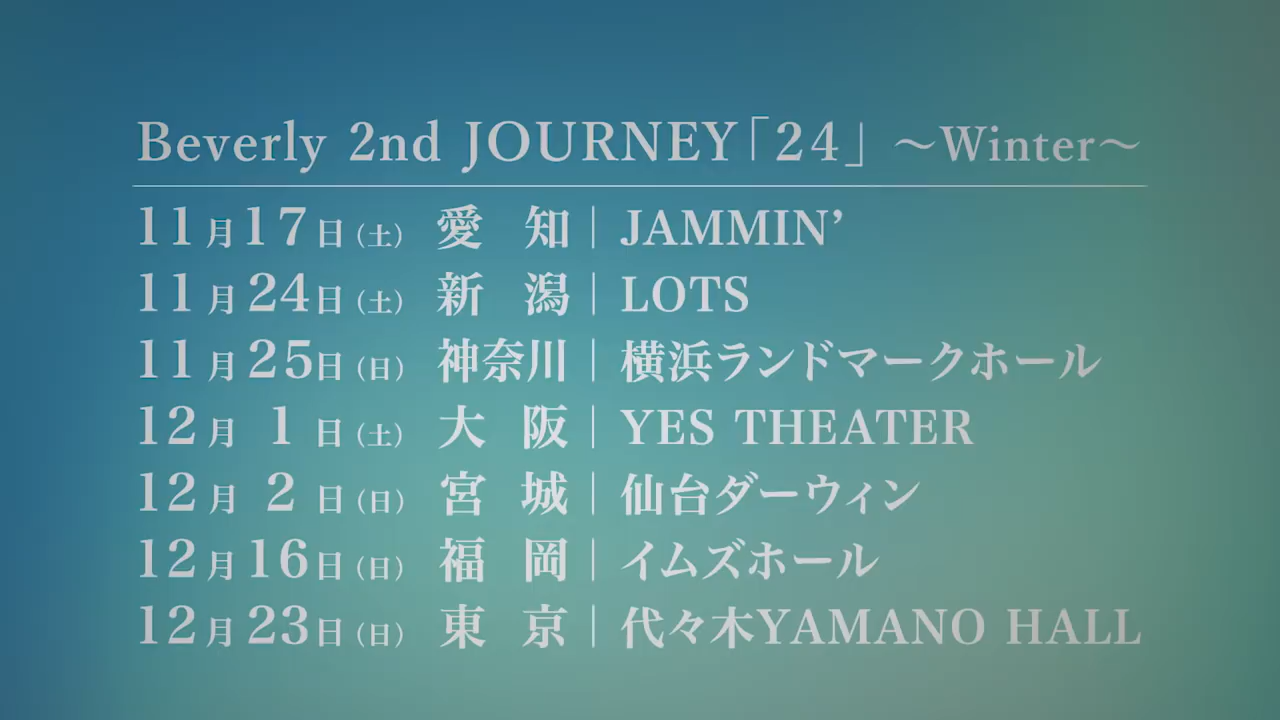 Beverly 2nd JOURNEY「24」 ～Winter～
11月17日(土) 愛知｜JAMMIN’
11月24日(土) 新潟｜LOTS
11月25日(日) 神奈川｜横浜ランドマークホール
12月1日(土) 大阪｜YES THEATER
12月2日(日) 宮城｜仙台ダーウィン
12月16日(日) 福岡｜イムズホール
12月23日(日) 東京｜代々木YAMANO HALL